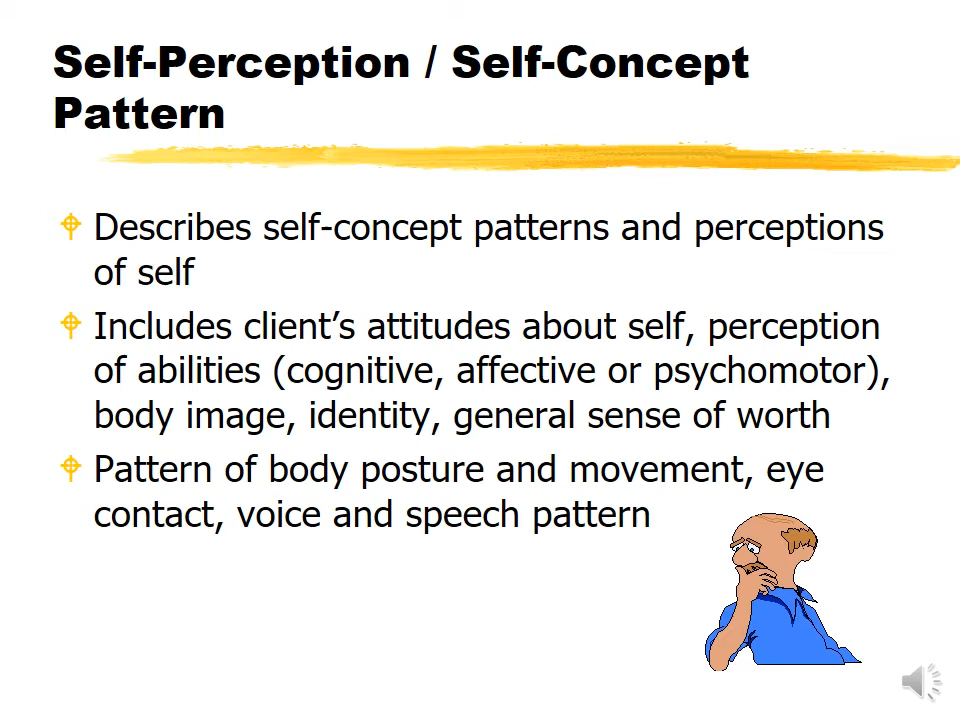 Self-Perception / Self-Concept
Pattern
Describes self-concept patterns and perceptions
of self
Includes client’s attitudes about self, perception
of abilities (cognitive, affective or psychomotor),
body image, identity, general sense of worth
Pattern of body posture and movement, eye
contact, voice and speech pattern